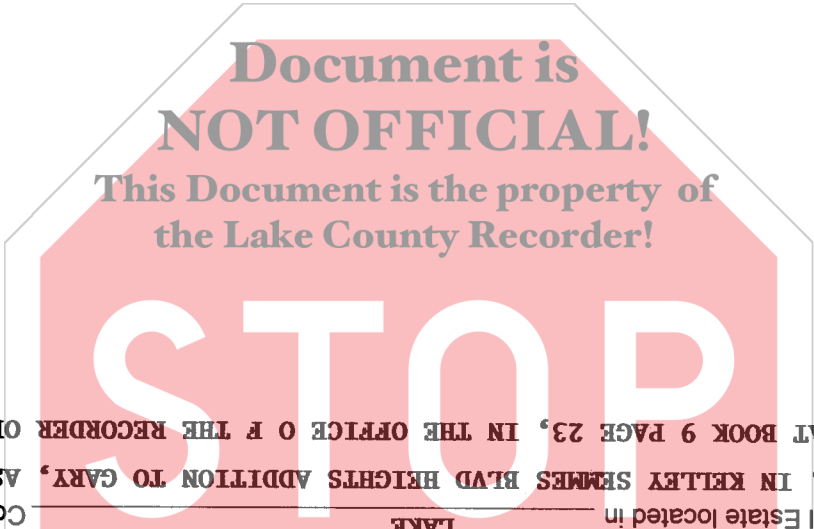 Document is
NOT OFFICIAL!
This Document is the property of
the Lake County Recorder!
STOP
Estate located in LAKE
IN KELLEY SEMMES BLVD HEIGHTS ADDITION TO GARY,
BOOK 9 PAGE 23, IN THE OFFICE O F THE RECORDER